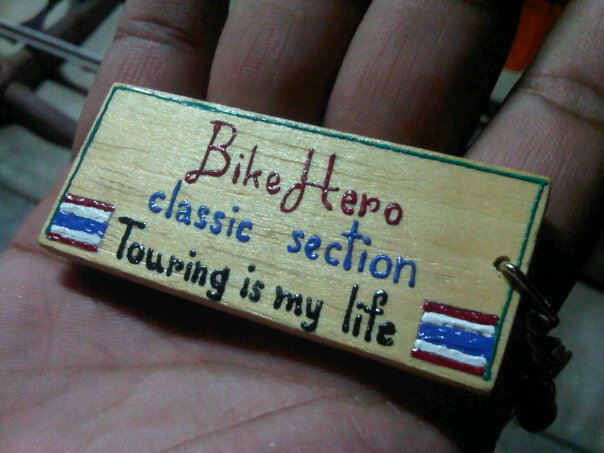 Bike Hero
classic section
Touring is my life